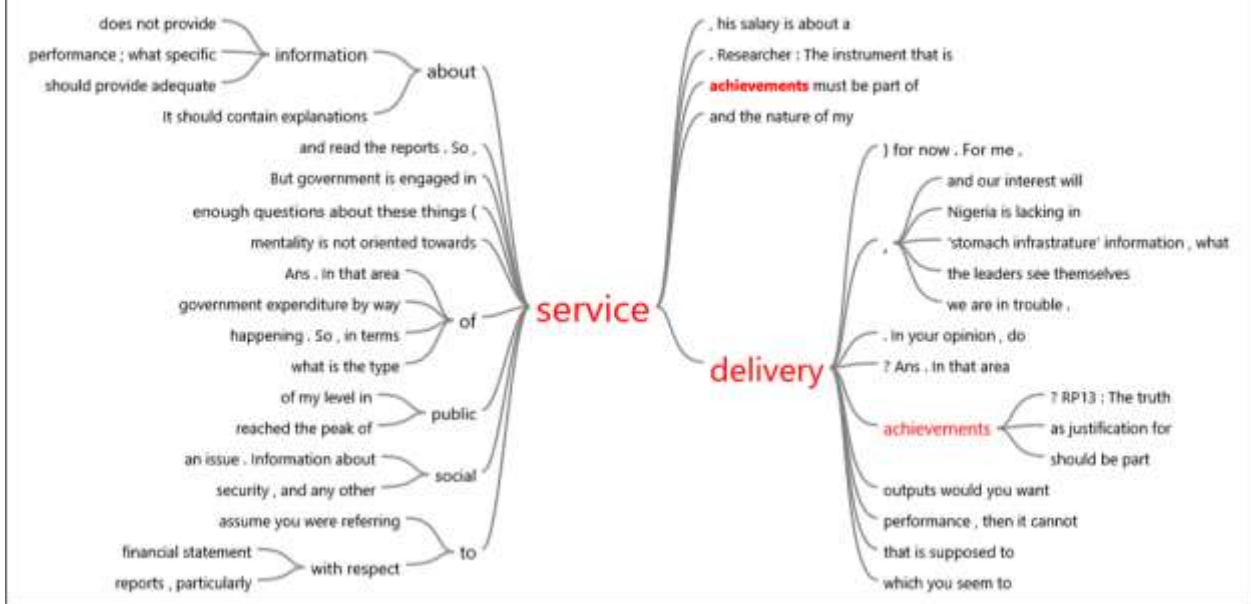 does not provide
performance ; what specific
should provide adequate
information
It should contain explanations
about
and read the reports . So ,
But government is engaged in
enough questions about these things (
mentality is not oriented towards
Ans . In that area
government expenditure by way
happening . So , in terms
what is the type
of
of my level in
reached the peak of
public
an issue . Information about
security , and any other
social
assume you were referring
financial statement
reports , particularly
with respect
to
service
, his salary is about a
. Researcher : The instrument that is
achievements must be part of
and the nature of my
delivery
) for now . For me ,
,
and our interest will
Nigeria is lacking in
'stomach infrastrature' information , what
the leaders see themselves
we are in trouble .
. In your opinion , do
? Ans . In that area
achievements
? RP13 : The truth
as justification for
should be part
outputs would you want
performance , then it cannot
that is supposed to
which you seem to